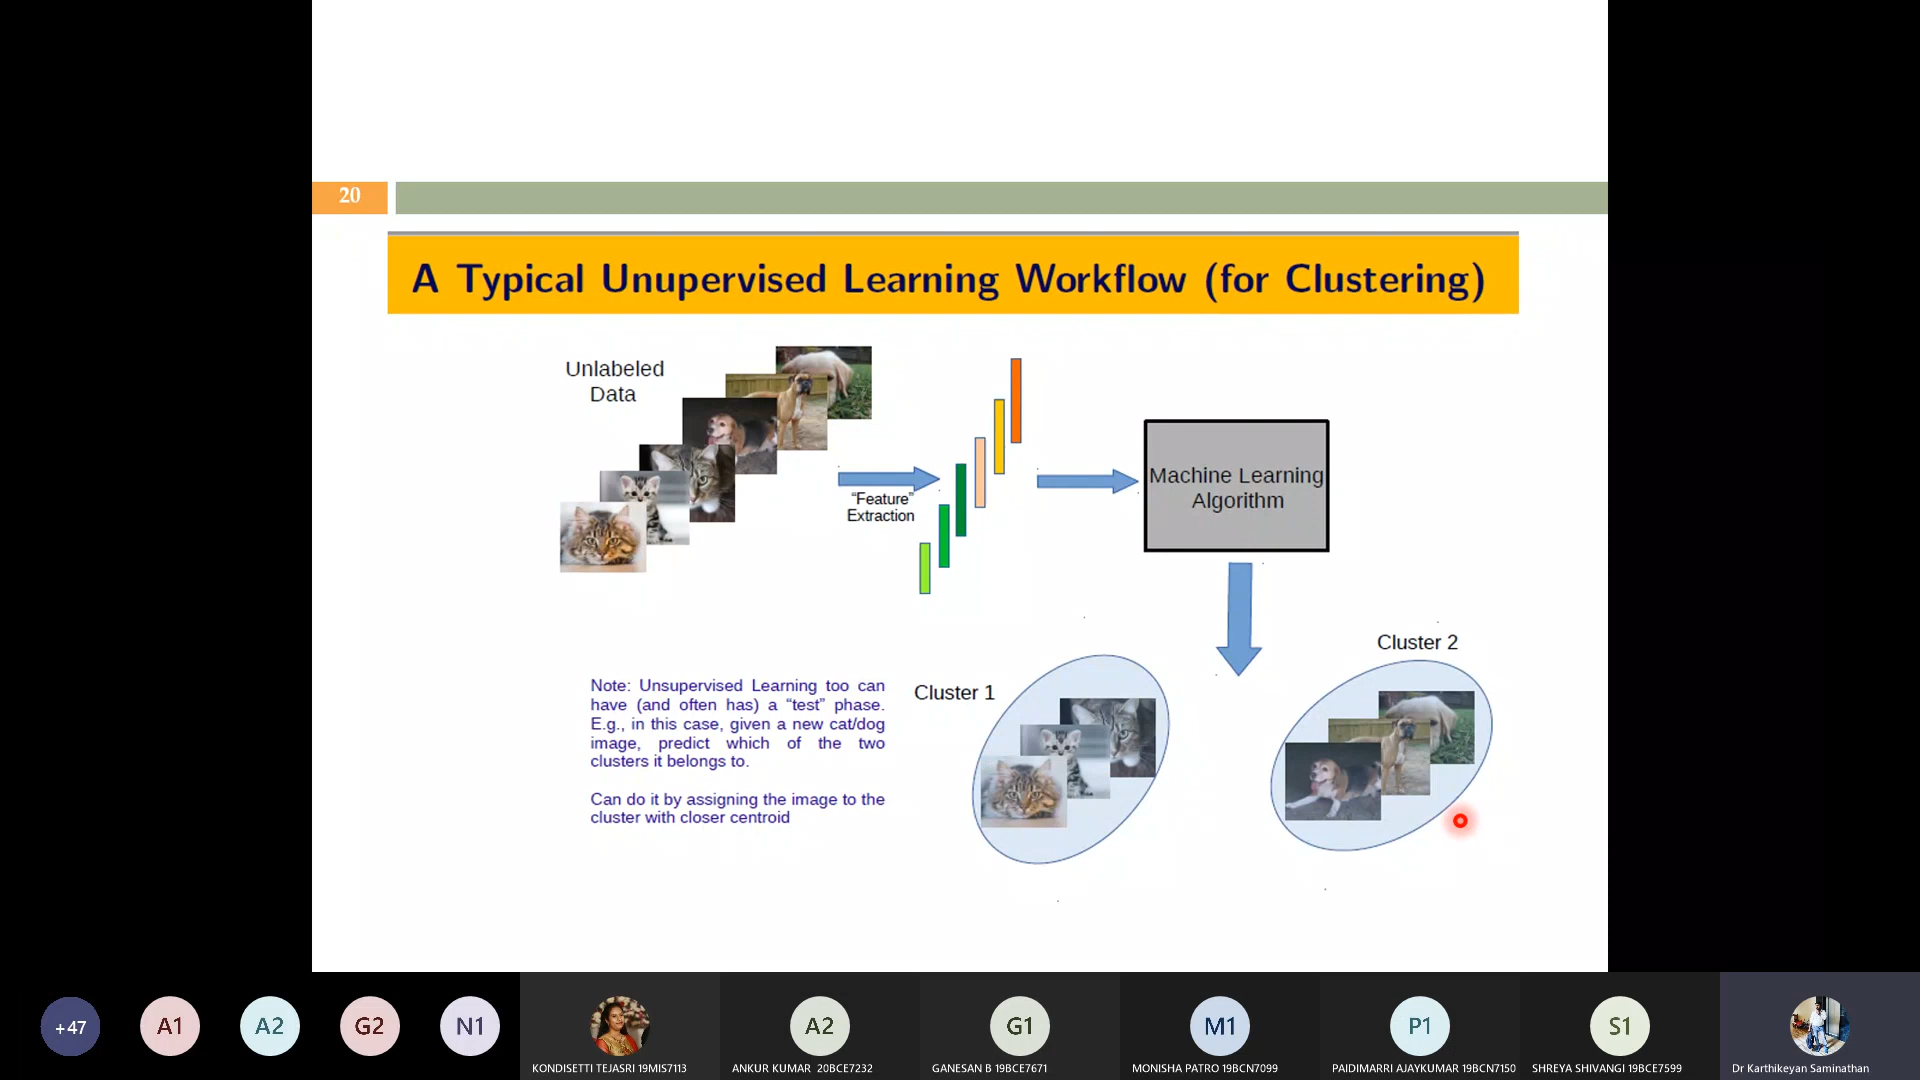 20
A Typical Unupervised Learning Workflow (for Clustering)
Unlabeled
Data
"Feature"
Extraction
Machine Learning
Algorithm
Cluster 2
Cluster 1
Note: Unsupervised Learning too can
have (and often has) a "test" phase.
E.g., in this case, given a new cat/dog
image, predict which of the two
clusters it belongs to.
Can do it by assigning the image to the
cluster with closer centroid
+47
A1
A2
G2
N1
A2
G1
M1
P1
S1
KONDISETTI TEJASRI 19MIS7113
ANKUR KUMAR 20BCE7232
GANESAN B 19BCE7671
MONISHA PATRO 19BCN7099
PAIDIMARRI AJAYKUMAR 19BCN7150
SHREYA SHIVANGI 19BCE7599
Dr Karthikeyan Saminathan